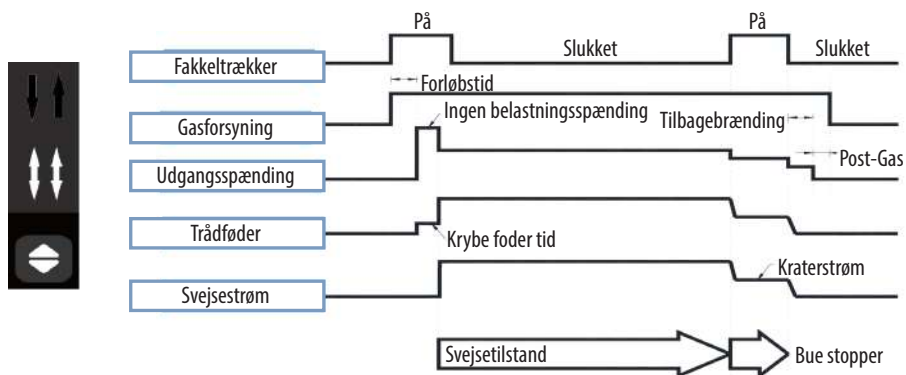 På
På
Fakkeltrækker
Slukket
Slukket
Forløbstid
Gasforsyning
Ingen belastningsspænding
Tilbagebrænding
Post-Gas
Udgangsspænding
Trådføder
Krybe foder tid
Kraterstrøm
Svejsestrøm
Svejsetilstand
Bue stopper